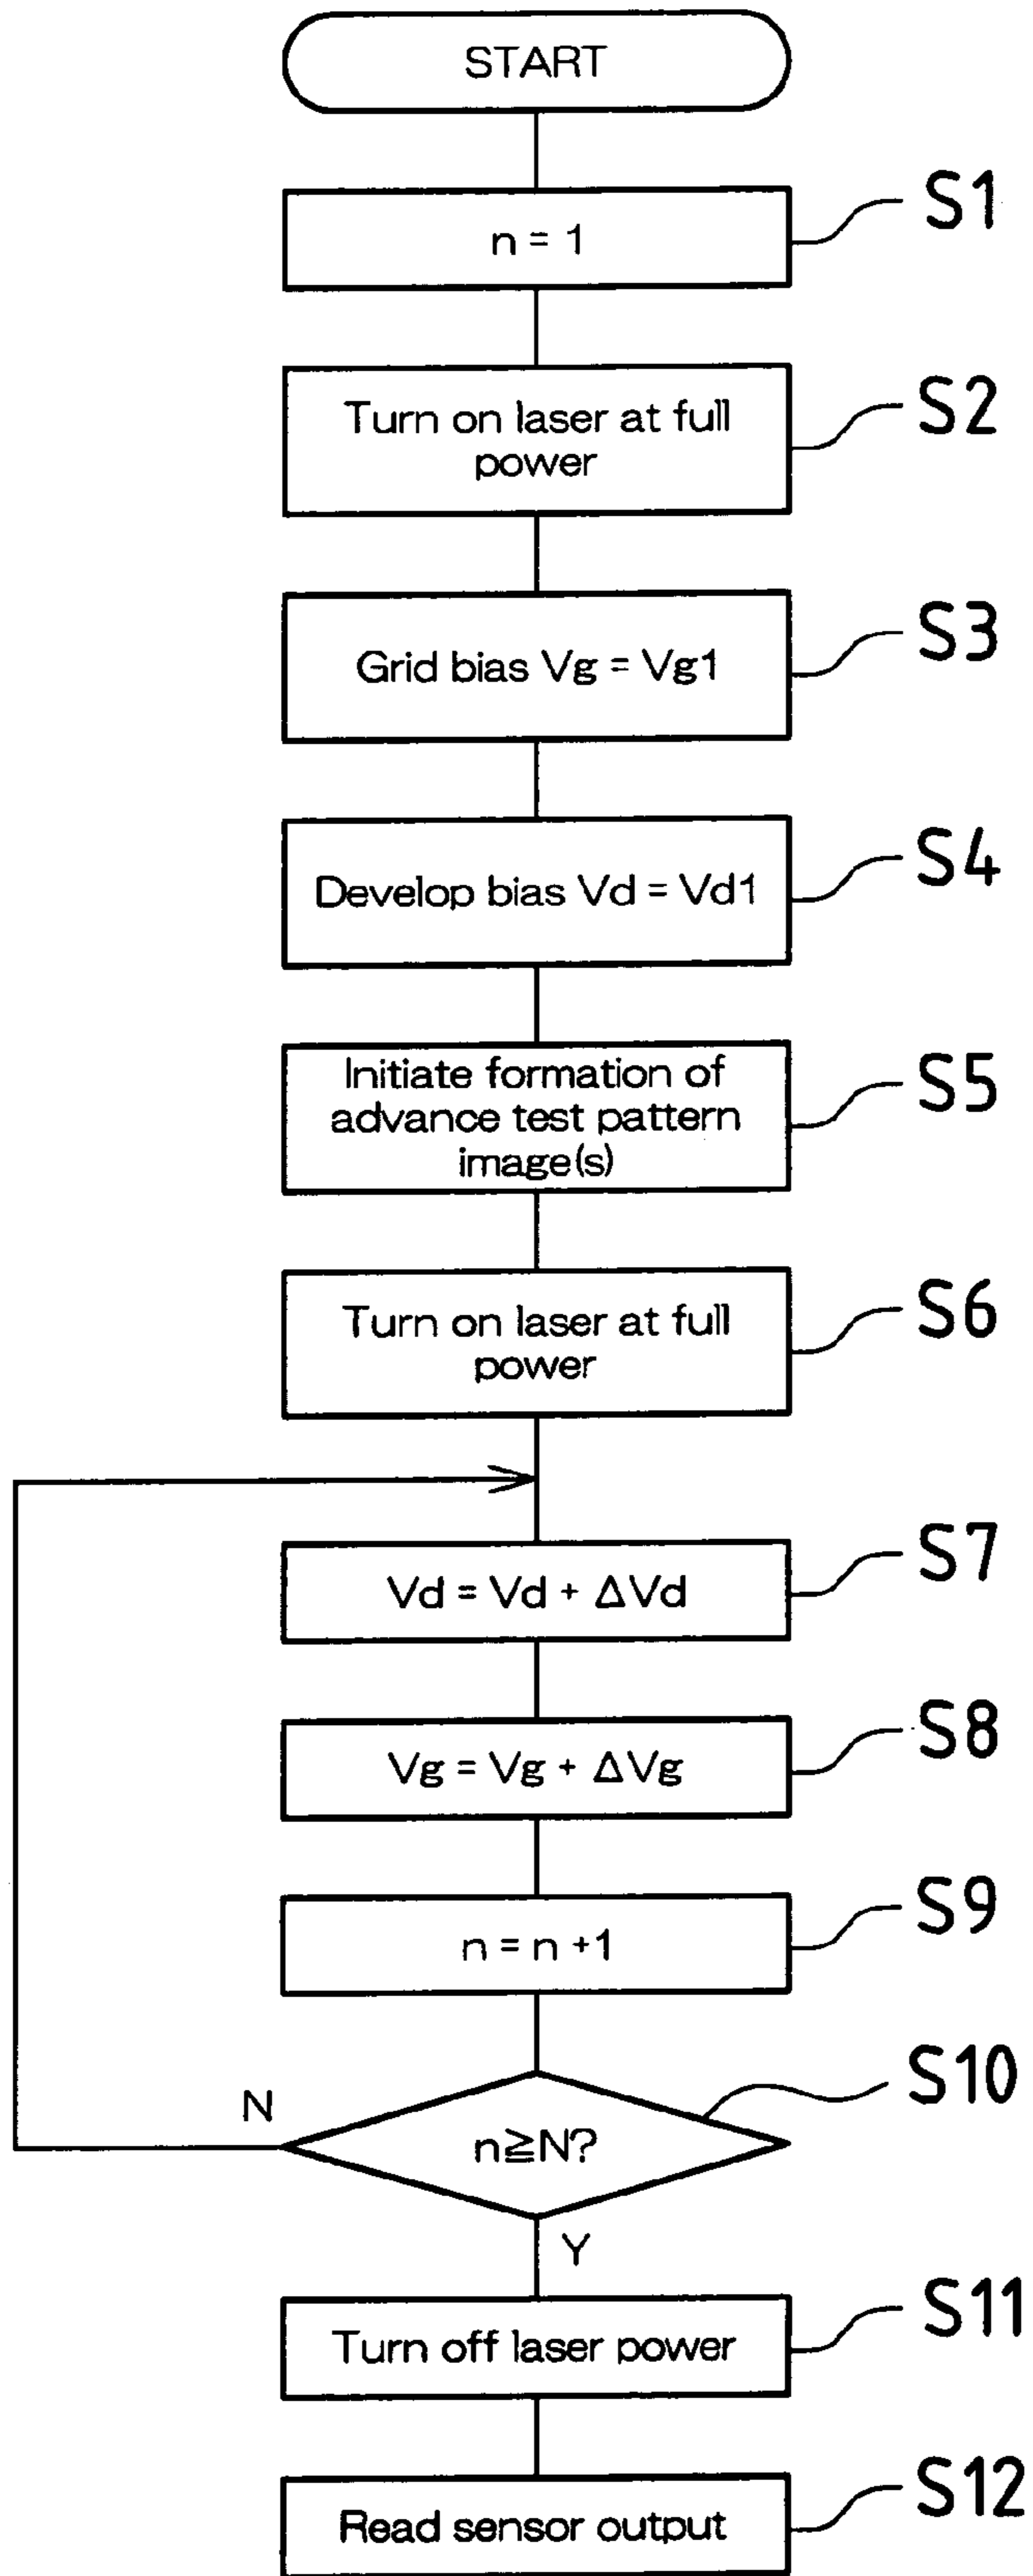 START
n = 1
S1
Turn on laser at full
power
S2
Grid bias Vg = Vg1
S3
Develop bias Vd = Vd1
S4
Initiate formation of
advance test pattern
image(s)
S5
Turn on laser at full
power
S6
Vd = Vd + ΔVd
S7
Vg = Vg + ΔVg
S8
n = n +1
S9
N
n≧N?
S10
Y
Turn off laser power
S11
Read sensor output
S12